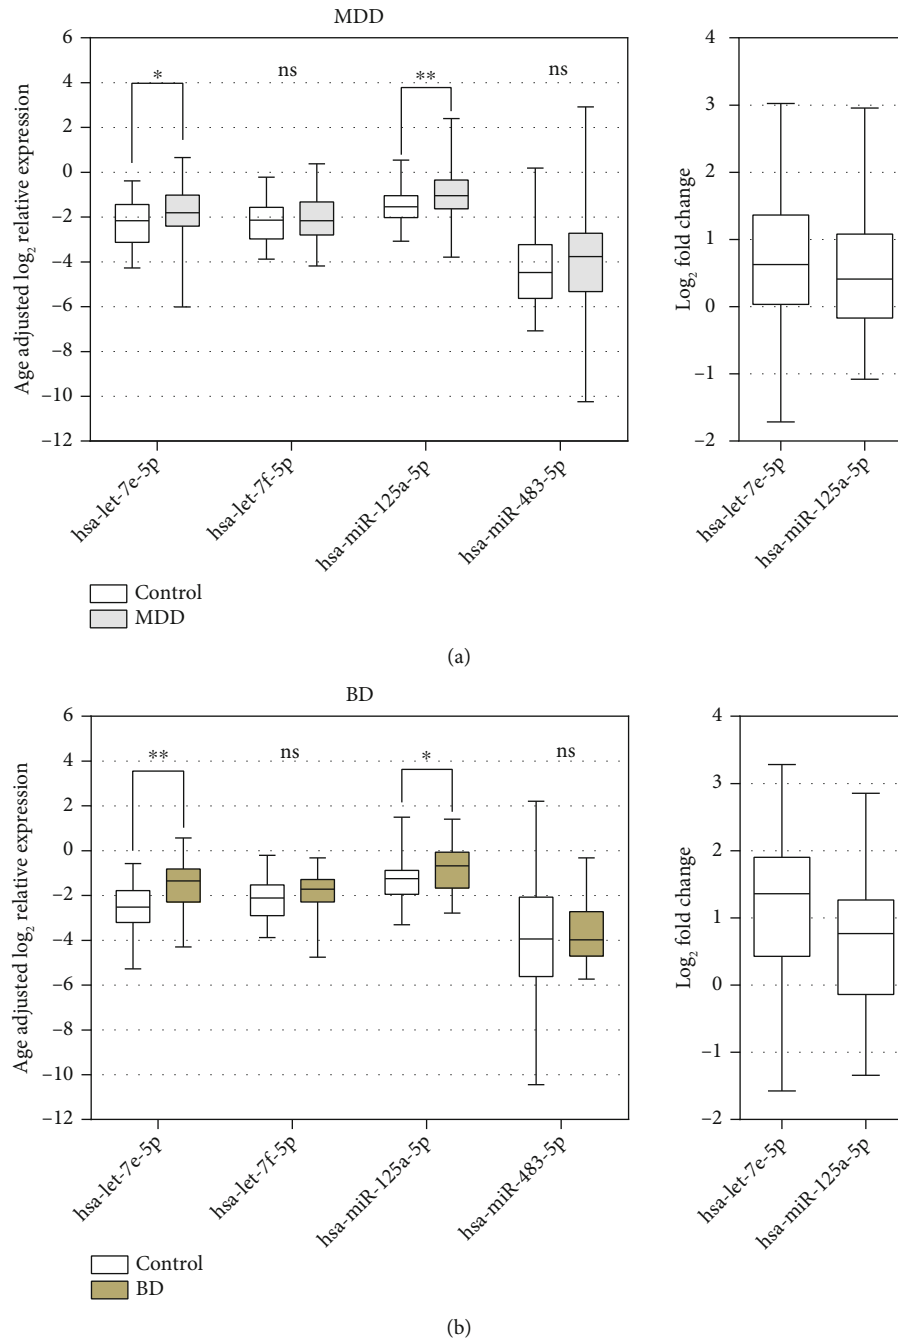 MDD
Age adjusted log₂ relative expression
6
4
2
0
−2
−4
−6
−8
−10
−12
*
ns
**
ns
hsa-let-7e-5p
hsa-let-7f-5p
hsa-miR-125a-5p
hsa-miR-483-5p
Control
MDD
Log₂ fold change
4
3
2
1
0
−1
−2
hsa-let-7e-5p
hsa-miR-125a-5p
(a)
BD
Age adjusted log₂ relative expression
6
4
2
0
−2
−4
−6
−8
−10
−12
**
ns
*
ns
hsa-let-7e-5p
hsa-let-7f-5p
hsa-miR-125a-5p
hsa-miR-483-5p
Control
BD
Log₂ fold change
4
3
2
1
0
−1
−2
hsa-let-7e-5p
hsa-miR-125a-5p
(b)